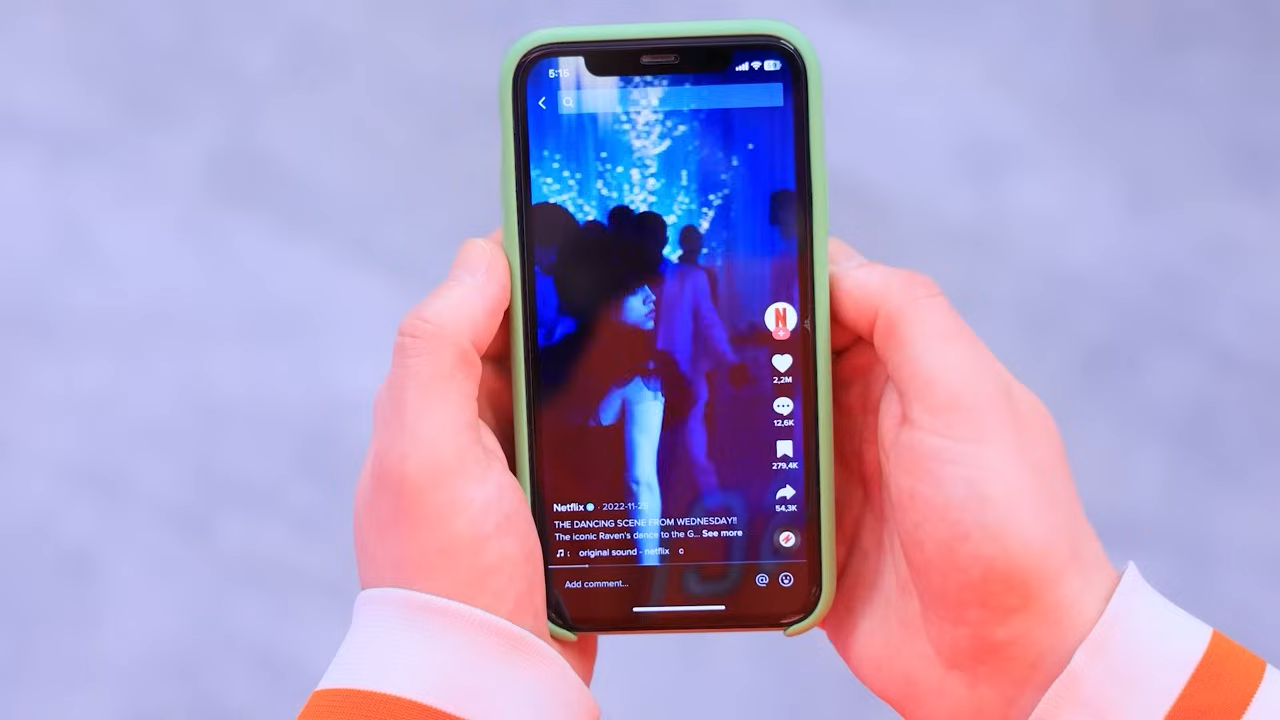 5:15
N
2,2M
12,6K
279,4K
54,3K
Netflix · 2022-11-25
THE DANCING SCENE FROM WEDNESDAY!!
The iconic Raven's dance to the G... See more
original sound - netflix
Add comment...